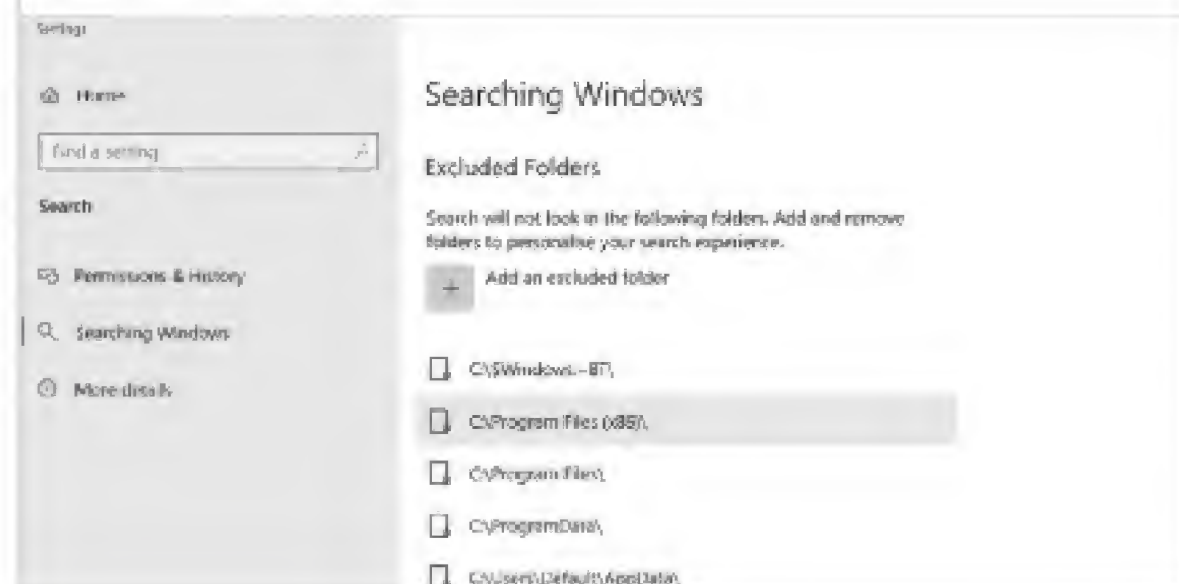 Settings
Home
Find a setting
Search
Permissions & History
Searching Windows
More details
Searching Windows
Excluded Folders
Search will not look in the following folders. Add and remove
folders to personalise your search experience.
Add an excluded folder
C:\$Windows.~BT\
C:\Program Files (x86)\
C:\Program Files\
C:\ProgramData\
C:\Users\Default\AppData\